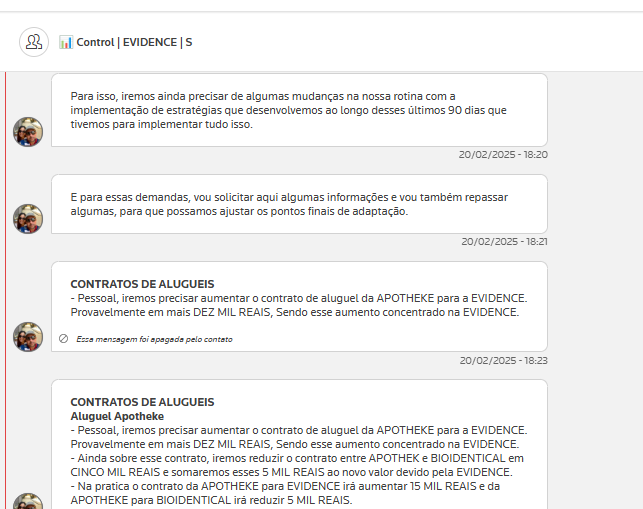 Control | EVIDENCE | S
Para isso, iremos ainda precisar de algumas mudanças na nossa rotina com a
implementação de estratégias que desenvolvemos ao longo desses últimos 90 dias que
tivemos para implementar tudo isso.
20/02/2025 - 18:20
E para essas demandas, vou solicitar aqui algumas informações e vou também repassar
algumas, para que possamos ajustar os pontos finais de adaptação.
20/02/2025 - 18:21
CONTRATOS DE ALUGUEIS
- Pessoal, iremos precisar aumentar o contrato de aluguel da APOTHEKE para a EVIDENCE.
Provavelmente em mais DEZ MIL REAIS, Sendo esse aumento concentrado na EVIDENCE.
Essa mensagem foi apagada pelo contato
20/02/2025 - 18:23
CONTRATOS DE ALUGUEIS
Aluguel Apotheke
- Pessoal, iremos precisar aumentar o contrato de aluguel da APOTHEKE para a EVIDENCE.
Provavelmente em mais DEZ MIL REAIS, Sendo esse aumento concentrado na EVIDENCE.
- Ainda sobre esse contrato, iremos reduzir o contrato entre APOTHEK e BIOIDENTICAL em
CINCO MIL REAIS e somaremos esses 5 MIL REAIS ao novo valor devido pela EVIDENCE.
- Na pratica o contrato da APOTHEKE para EVIDENCE irá aumentar 15 MIL REAIS e da
APOTHEKE para BIOIDENTICAL irá reduzir 5 MIL REAIS.